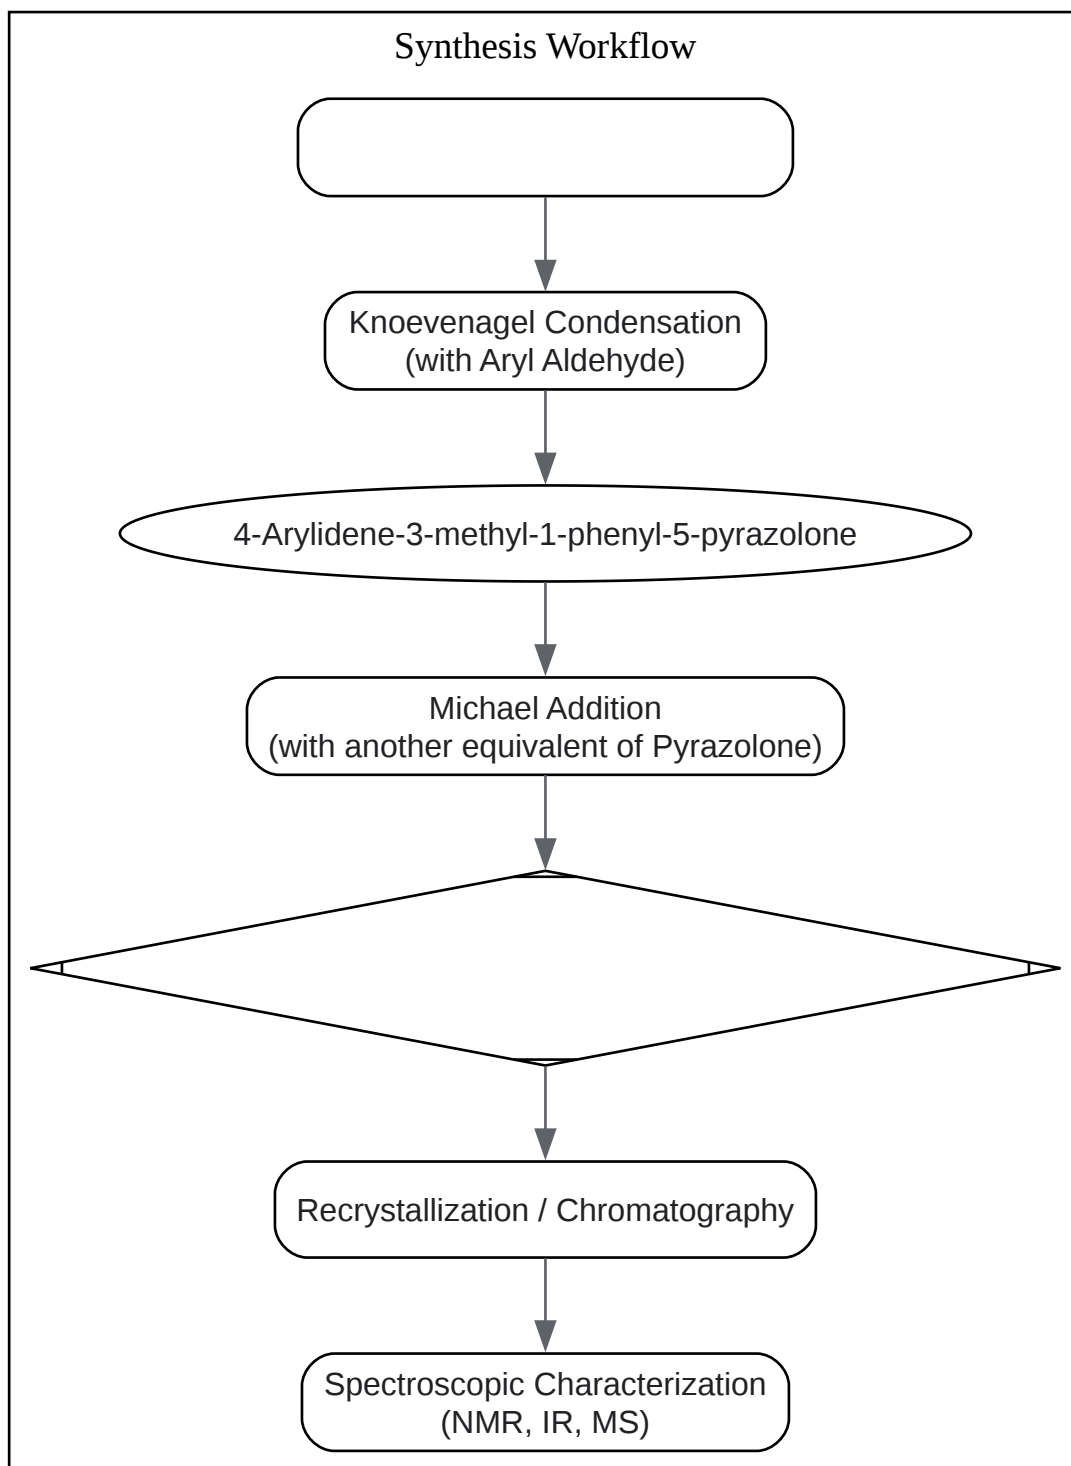 Synthesis Workflow
Knoevenagel Condensation
(with Aryl Aldehyde)
4-Arylidene-3-methyl-1-phenyl-5-pyrazolone
Michael Addition
(with another equivalent of Pyrazolone)
Recrystallization / Chromatography
Spectroscopic Characterization
(NMR, IR, MS)